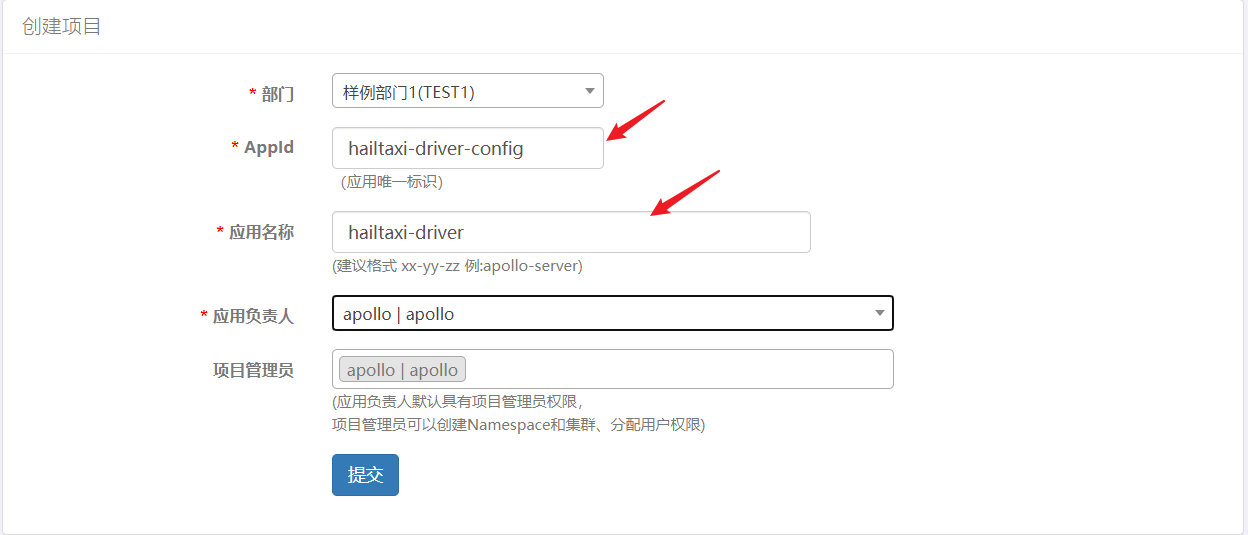 创建项目
* 部门
样例部门1(TEST1)
* AppId
hailtaxi-driver-config
(应用唯一标识)
* 应用名称
hailtaxi-driver
(建议格式 xx-yy-zz 例:apollo-server)
* 应用负责人
apollo | apollo
项目管理员
apollo | apollo
(应用负责人默认具有项目管理员权限，
项目管理员可以创建Namespace和集群、分配用户权限)
提交